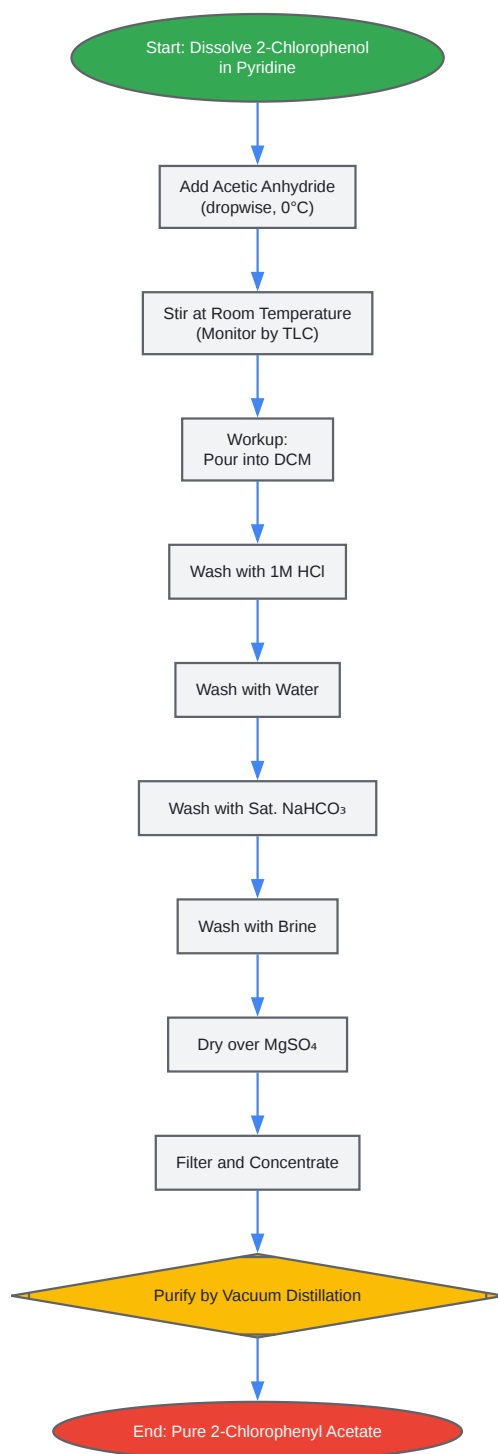 Start: Dissolve 2-Chlorophenol
in Pyridine
Add Acetic Anhydride
(dropwise, 0°C)
Stir at Room Temperature
(Monitor by TLC)
Workup:
Pour into DCM
Wash with 1M HCl
Wash with Water
Wash with Sat. NaHCO₃
Wash with Brine
Dry over MgSO₄
Filter and Concentrate
Purify by Vacuum Distillation
End: Pure 2-Chlorophenyl Acetate